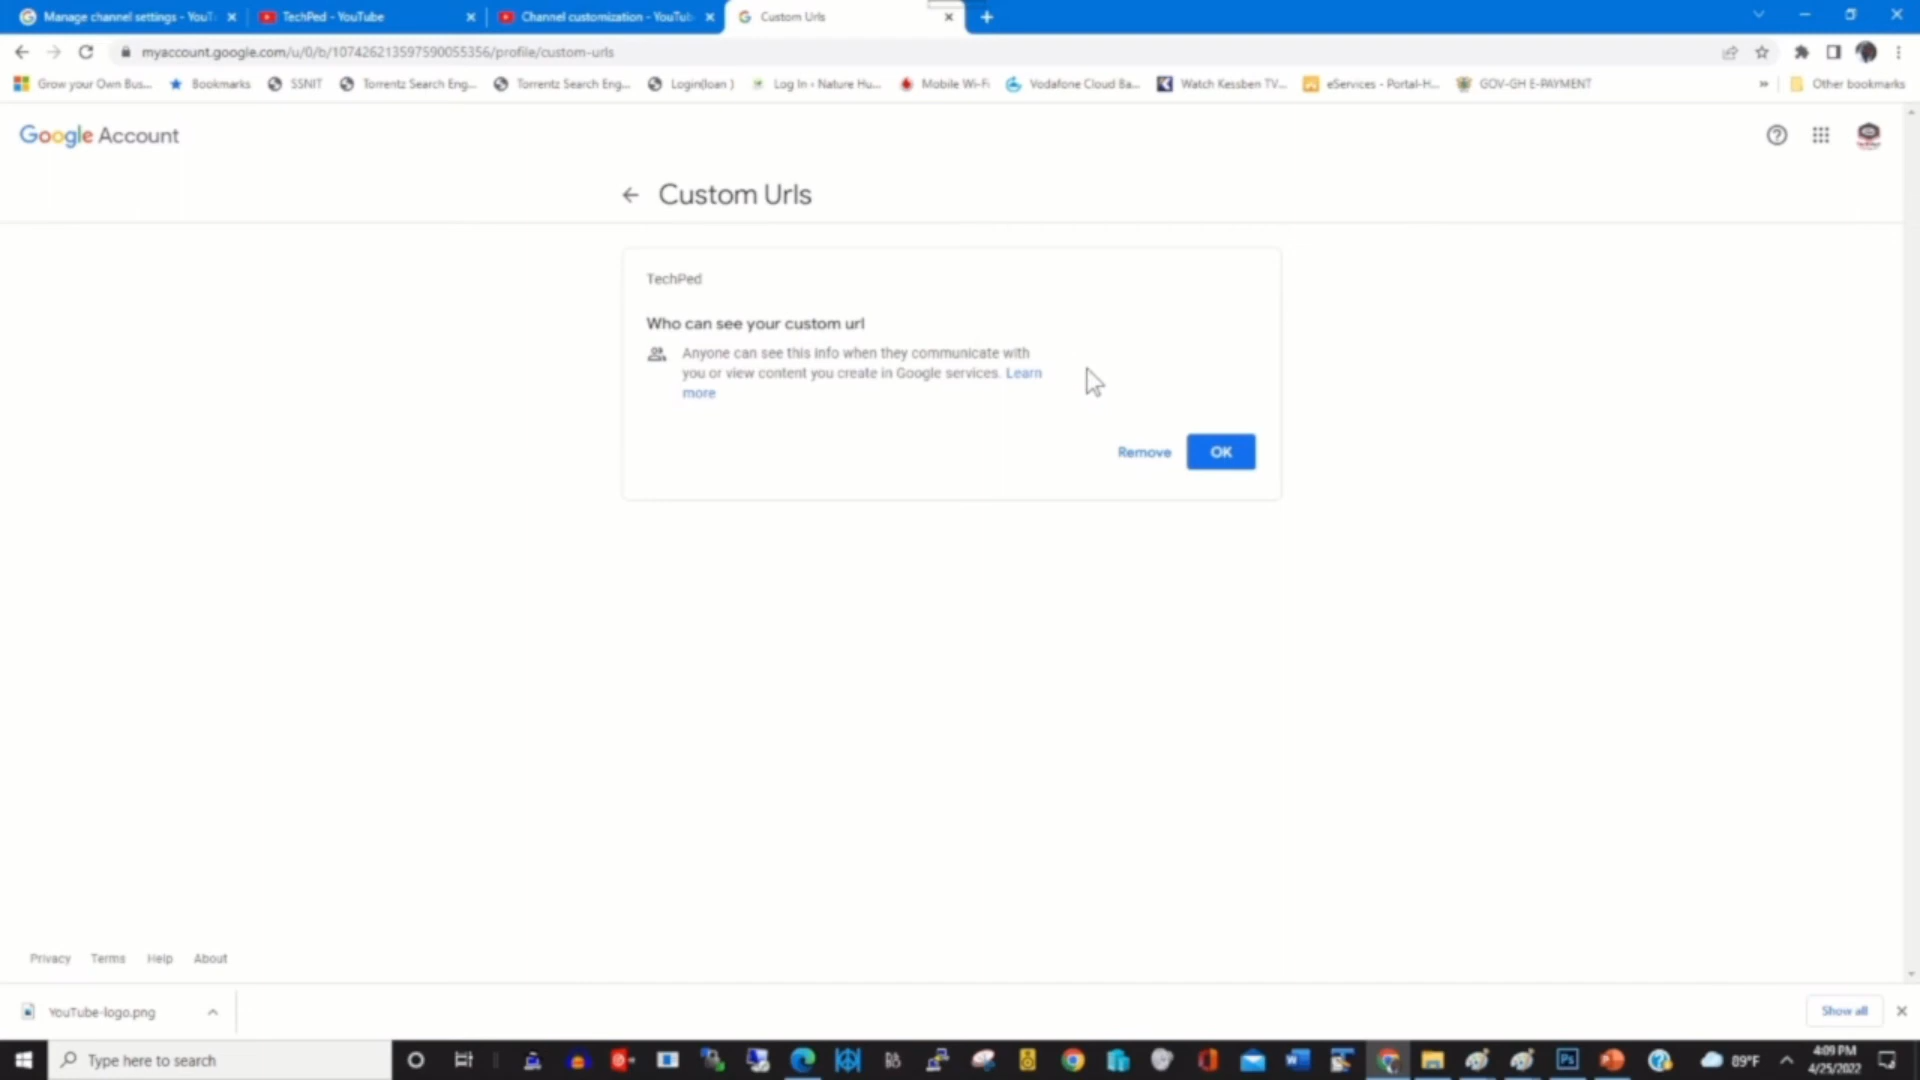 Manage channel settings - YouT
TechPed - YouTube
Channel customization - YouTub
Custom Urls
myaccount.google.com/u/0/b/107426213597590055356/profile/custom-urls
Grow your Own Bus...
Bookmarks
SSNIT
Torrentz Search Eng...
Torrentz Search Eng...
Login(loan )
Log In ‹ Nature Hu...
Mobile Wi-Fi
Vodafone Cloud Ba...
Watch Kessben TV...
eServices - Portal-H...
GOV-GH E-PAYMENT
»
Other bookmarks
Google Account
Custom Urls
TechPed
Who can see your custom url
Anyone can see this info when they communicate with
you or view content you create in Google services. Learn
more
Remove
OK
Privacy Terms Help About
YouTube-logo.png
Show all
Type here to search
89°F
4:09 PM
4/25/2022